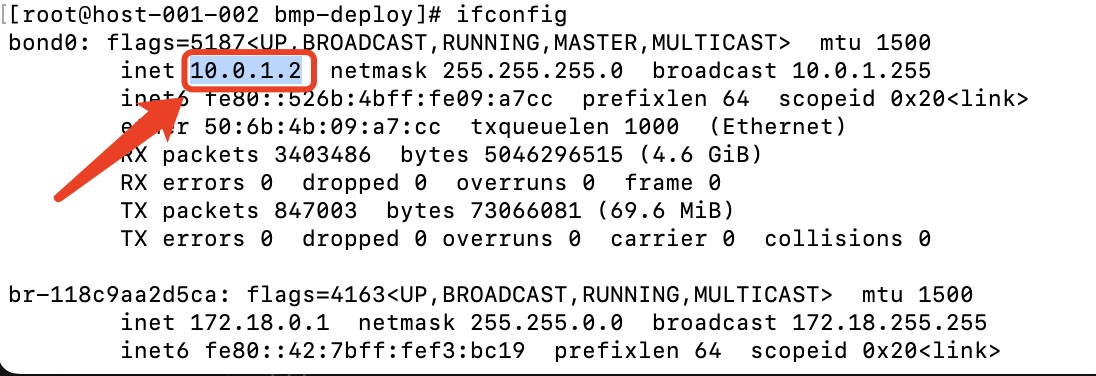 [[root@host-001-002 bmp-deploy]# ifconfig
bond0: flags=5187<UP,BROADCAST,RUNNING,MASTER,MULTICAST>  mtu 1500
        inet 10.0.1.2  netmask 255.255.255.0  broadcast 10.0.1.255
        inet6 fe80::526b:4bff:fe09:a7cc  prefixlen 64  scopeid 0x20<link>
        ether 50:6b:4b:09:a7:cc  txqueuelen 1000  (Ethernet)
        RX packets 3403486  bytes 5046296515 (4.6 GiB)
        RX errors 0  dropped 0  overruns 0  frame 0
        TX packets 847003  bytes 73066081 (69.6 MiB)
        TX errors 0  dropped 0 overruns 0  carrier 0  collisions 0

br-118c9aa2d5ca: flags=4163<UP,BROADCAST,RUNNING,MULTICAST>  mtu 1500
        inet 172.18.0.1  netmask 255.255.0.0  broadcast 172.18.255.255
        inet6 fe80::42:7bff:fef3:bc19  prefixlen 64  scopeid 0x20<link>